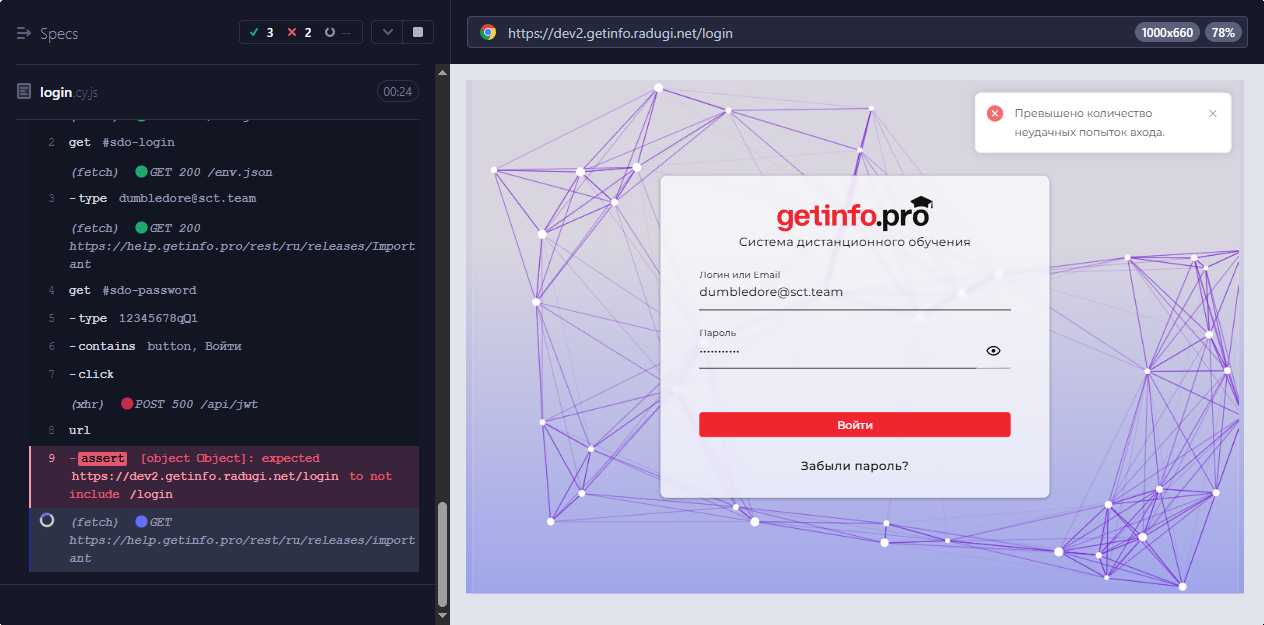 Specs
3 2 --
https://dev2.getinfo.radugi.net/login
1000x660 78%
login.cy.js
00:24
2 get #sdo-login
(fetch) GET 200 /env.json
3 -type dumbledore@sct.team
(fetch) GET 200
https://help.getinfo.pro/rest/ru/releases/Import
ant
4 get #sdo-password
5 -type 12345678qQ1
6 -contains button, Войти
7 -click
(xhr) POST 500 /api/jwt
8 url
9 -assert [object Object]: expected
https://dev2.getinfo.radugi.net/login to not
include /login
(fetch) GET
https://help.getinfo.pro/rest/ru/releases/import
ant
Превышено количество
неудачных попыток входа.
getinfo.pro
Система дистанционного обучения
Логин или Email
dumbledore@sct.team
Пароль
Войти
Забыли пароль?